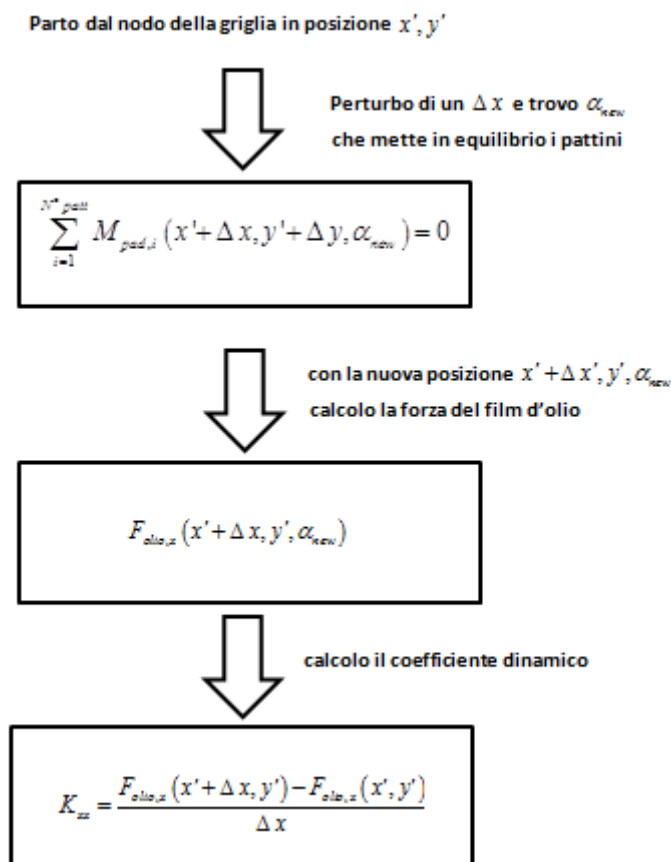 Parto dal nodo della griglia in posizione x', y'
Perturbo di un Δx e trovo α_new
che mette in equilibrio i pattini
∑_{i=1}^{N° patt} M_{pad,i} (x'+Δx, y'+Δy, α_new) = 0
con la nuova posizione x'+Δx', y', α_new
calcolo la forza del film d'olio
F_{olio,x} (x'+Δx, y', α_new)
calcolo il coefficiente dinamico
K_{xx} = (F_{olio,x} (x'+Δx, y') − F_{olio,x} (x', y')) / Δx